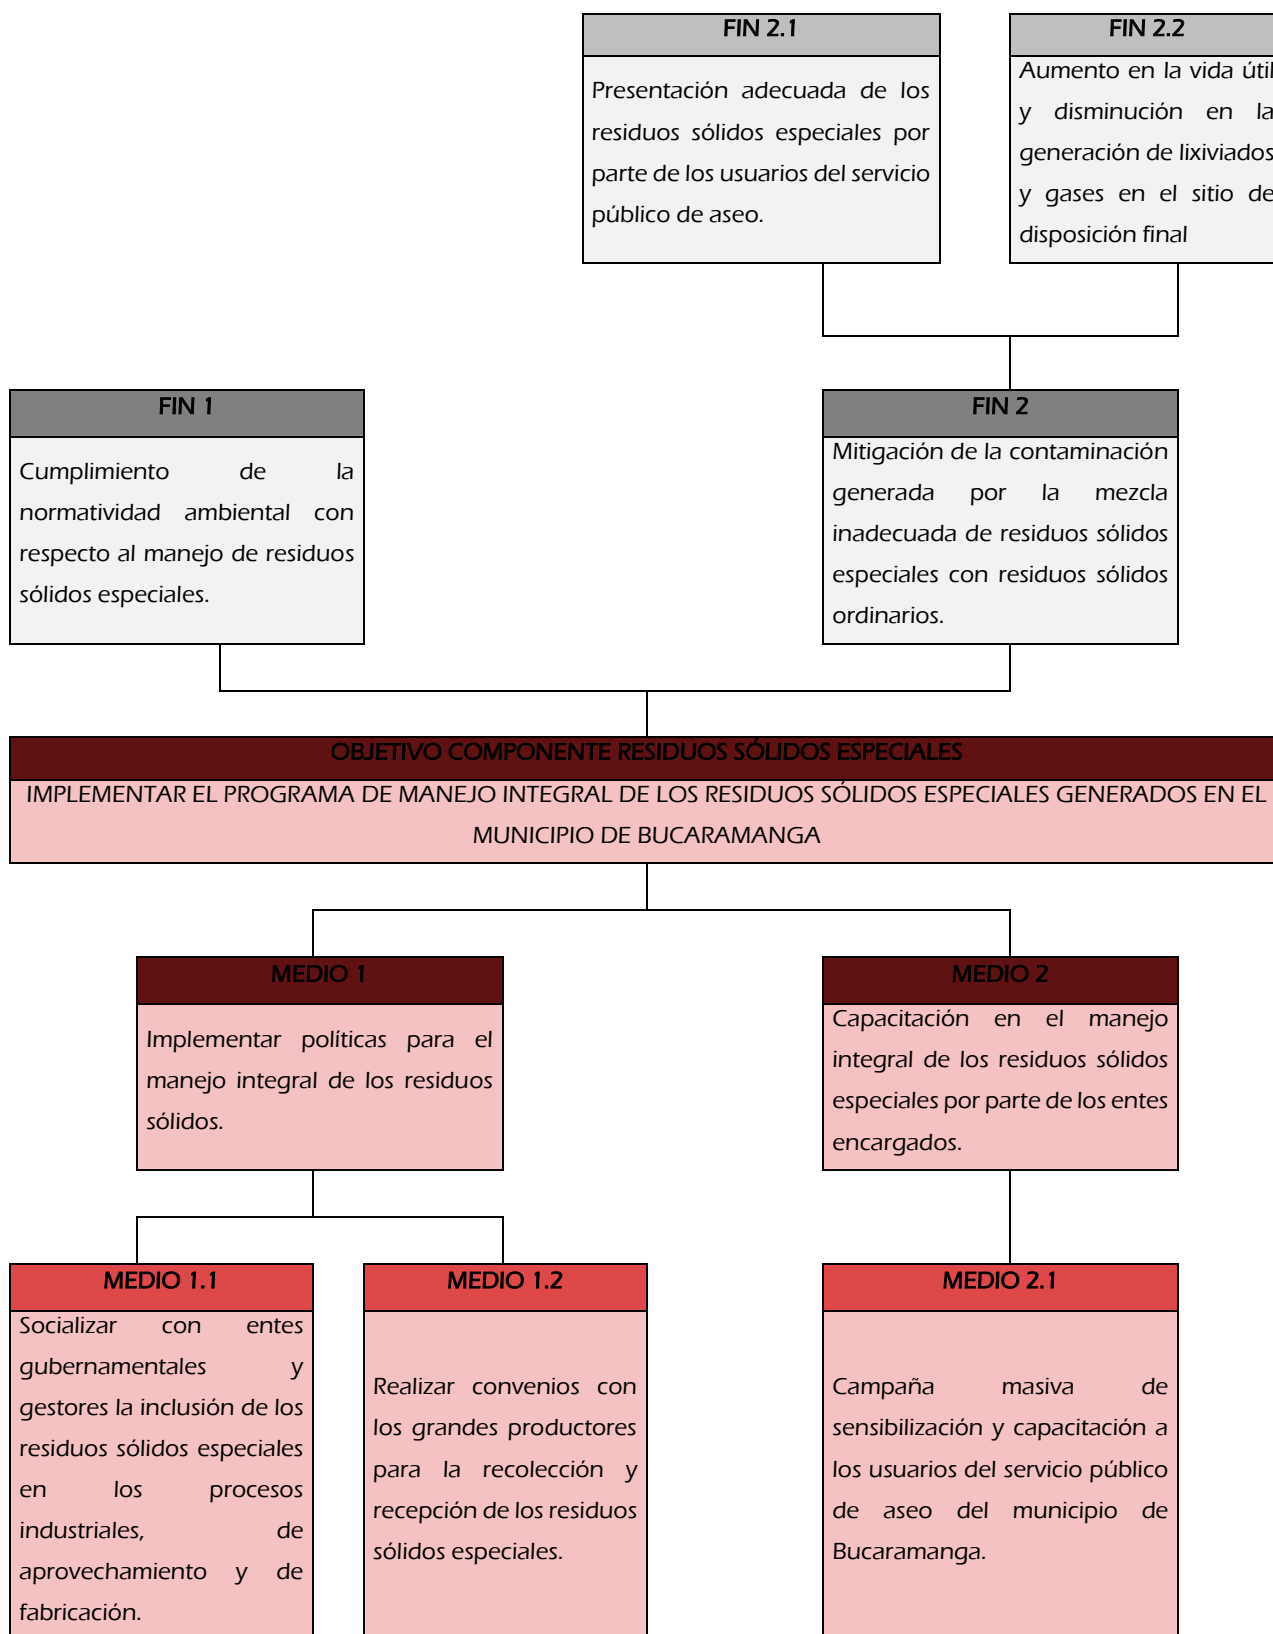 FIN 2.1
Presentación adecuada de los
residuos sólidos especiales por
parte de los usuarios del servicio
público de aseo.
FIN 2.2
Aumento en la vida útil
y disminución en la
generación de lixiviados
y gases en el sitio de
disposición final
FIN 1
Cumplimiento de la
normatividad ambiental con
respecto al manejo de residuos
sólidos especiales.
FIN 2
Mitigación de la contaminación
generada por la mezcla
inadecuada de residuos sólidos
especiales con residuos sólidos
ordinarios.
OBJETIVO COMPONENTE RESIDUOS SÓLIDOS ESPECIALES
IMPLEMENTAR EL PROGRAMA DE MANEJO INTEGRAL DE LOS RESIDUOS SÓLIDOS ESPECIALES GENERADOS EN EL
MUNICIPIO DE BUCARAMANGA
MEDIO 1
Implementar políticas para el
manejo integral de los residuos
sólidos.
MEDIO 2
Capacitación en el manejo
integral de los residuos sólidos
especiales por parte de los entes
encargados.
MEDIO 1.1
Socializar con entes
gubernamentales y
gestores la inclusión de los
residuos sólidos especiales
en los procesos
industriales, de
aprovechamiento y de
fabricación.
MEDIO 1.2
Realizar convenios con
los grandes productores
para la recolección y
recepción de los residuos
sólidos especiales.
MEDIO 2.1
Campaña masiva de
sensibilización y capacitación a
los usuarios del servicio público
de aseo del municipio de
Bucaramanga.